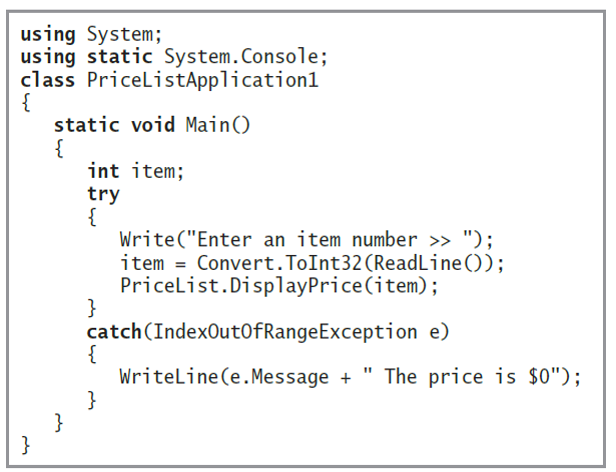 using System;
using static System.Console;
class PriceListApplication1
{
   static void Main()
   {
      int item;
      try
      {
         Write("Enter an item number >> ");
         item = Convert.ToInt32(ReadLine());
         PriceList.DisplayPrice(item);
      }
      catch(IndexOutOfRangeException e)
      {
         WriteLine(e.Message + " The price is $0");
      }
   }
}